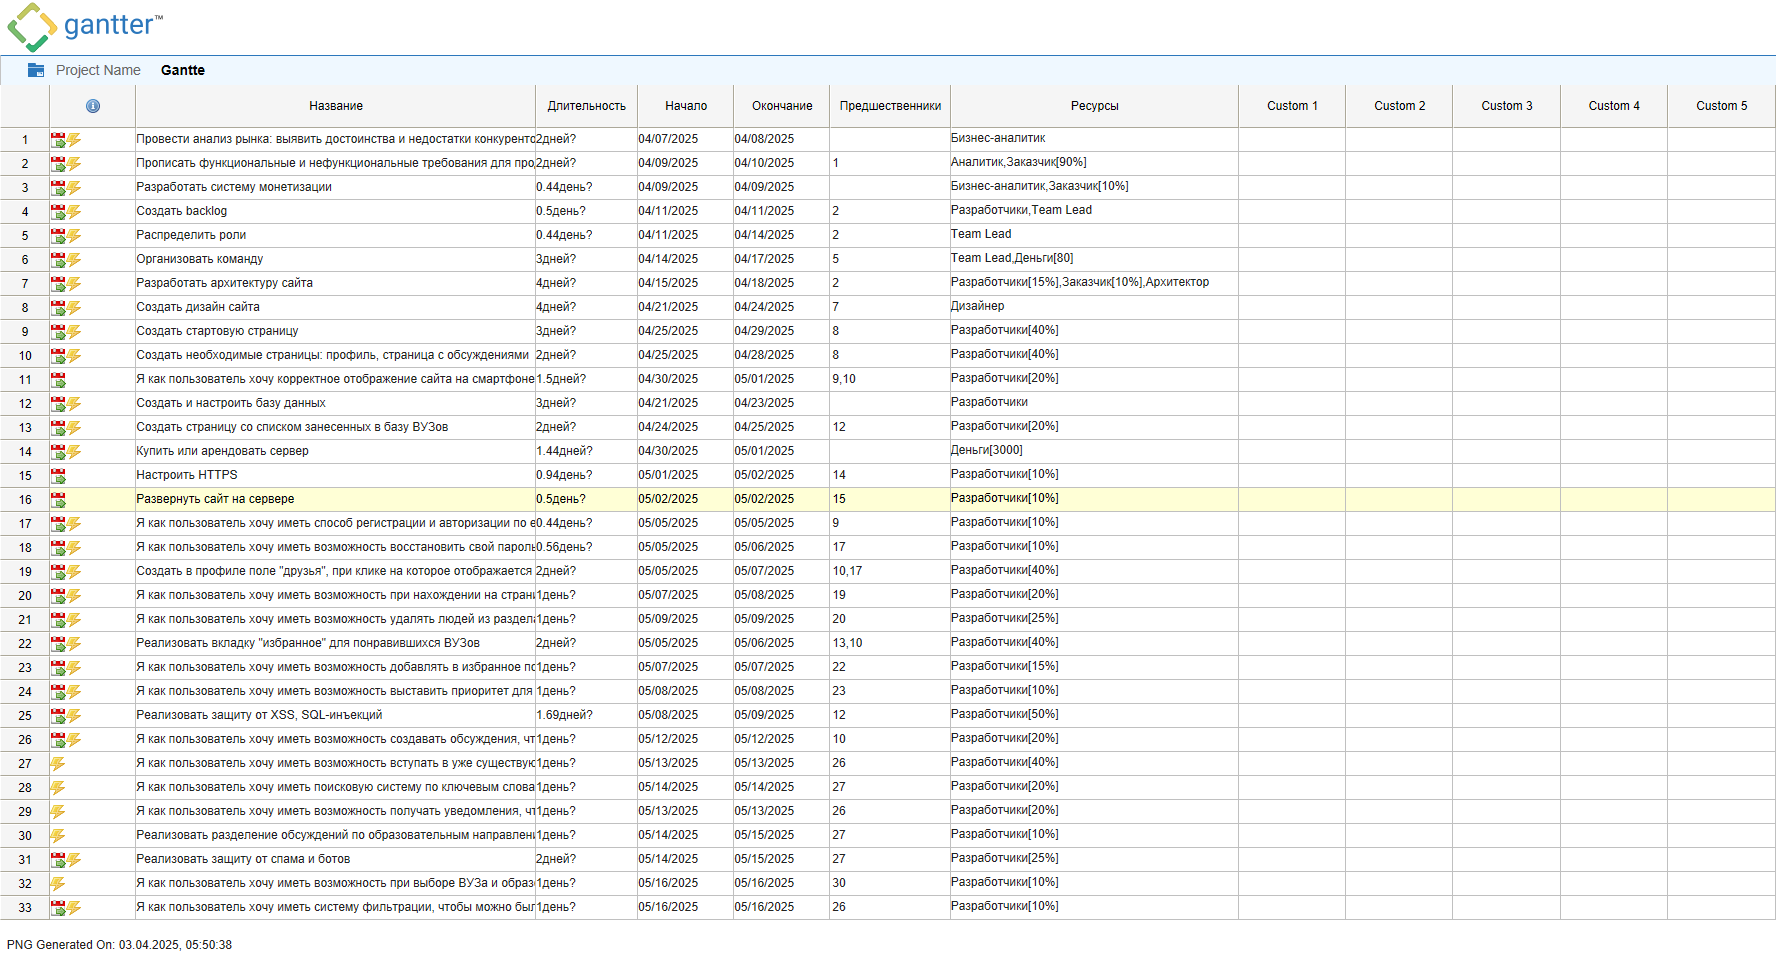 gantter™
Project Name Gantte
Название Длительность Начало Окончание Предшественники Ресурсы Custom 1 Custom 2 Custom 3 Custom 4 Custom 5
1 Провести анализ рынка: выявить достоинства и недостатки конкуренто 2дней? 04/07/2025 04/08/2025 Бизнес-аналитик
2 Прописать функциональные и нефункциональные требования для про 2дней? 04/09/2025 04/10/2025 1 Аналитик,Заказчик[90%]
3 Разработать систему монетизации 0.44день? 04/09/2025 04/09/2025 Бизнес-аналитик,Заказчик[10%]
4 Создать backlog 0.5день? 04/11/2025 04/11/2025 2 Разработчики,Team Lead
5 Распределить роли 0.44день? 04/11/2025 04/14/2025 2 Team Lead
6 Организовать команду 3дней? 04/14/2025 04/17/2025 5 Team Lead,Деньги[80]
7 Разработать архитектуру сайта 4дней? 04/15/2025 04/18/2025 2 Разработчики[15%],Заказчик[10%],Архитектор
8 Создать дизайн сайта 4дней? 04/21/2025 04/24/2025 7 Дизайнер
9 Создать стартовую страницу 3дней? 04/25/2025 04/29/2025 8 Разработчики[40%]
10 Создать необходимые страницы: профиль, страница с обсуждениями 2дней? 04/25/2025 04/28/2025 8 Разработчики[40%]
11 Я как пользователь хочу корректное отображение сайта на смартфоне 1.5дней? 04/30/2025 05/01/2025 9,10 Разработчики[20%]
12 Создать и настроить базу данных 3дней? 04/21/2025 04/23/2025 Разработчики
13 Создать страницу со списком занесенных в базу ВУЗов 2дней? 04/24/2025 04/25/2025 12 Разработчики[20%]
14 Купить или арендовать сервер 1.44дней? 04/30/2025 05/01/2025 Деньги[3000]
15 Настроить HTTPS 0.94день? 05/01/2025 05/02/2025 14 Разработчики[10%]
16 Развернуть сайт на сервере 0.5день? 05/02/2025 05/02/2025 15 Разработчики[10%]
17 Я как пользователь хочу иметь способ регистрации и авторизации по e 0.44день? 05/05/2025 05/05/2025 9 Разработчики[10%]
18 Я как пользователь хочу иметь возможность восстановить свой пароль 0.56день? 05/05/2025 05/06/2025 17 Разработчики[10%]
19 Создать в профиле поле "друзья", при клике на которое отображается 2дней? 05/05/2025 05/07/2025 10,17 Разработчики[40%]
20 Я как пользователь хочу иметь возможность при нахождении на стран 1день? 05/07/2025 05/08/2025 19 Разработчики[20%]
21 Я как пользователь хочу иметь возможность удалять людей из раздела 1день? 05/09/2025 05/09/2025 20 Разработчики[25%]
22 Реализовать вкладку "избранное" для понравившихся ВУЗов 2дней? 05/05/2025 05/06/2025 13,10 Разработчики[40%]
23 Я как пользователь хочу иметь возможность добавлять в избранное по 1день? 05/07/2025 05/07/2025 22 Разработчики[15%]
24 Я как пользователь хочу иметь возможность выставить приоритет для 1день? 05/08/2025 05/08/2025 23 Разработчики[10%]
25 Реализовать защиту от XSS, SQL-инъекций 1.69дней? 05/08/2025 05/09/2025 12 Разработчики[50%]
26 Я как пользователь хочу иметь возможность создавать обсуждения, чт 1день? 05/12/2025 05/12/2025 10 Разработчики[20%]
27 Я как пользователь хочу иметь возможность вступать в уже существую 1день? 05/13/2025 05/13/2025 26 Разработчики[40%]
28 Я как пользователь хочу иметь поисковую систему по ключевым слова 1день? 05/14/2025 05/14/2025 27 Разработчики[20%]
29 Я как пользователь хочу иметь возможность получать уведомления, чт 1день? 05/13/2025 05/13/2025 26 Разработчики[20%]
30 Реализовать разделение обсуждений по образовательным направлени 1день? 05/14/2025 05/15/2025 27 Разработчики[10%]
31 Реализовать защиту от спама и ботов 2дней? 05/14/2025 05/15/2025 27 Разработчики[25%]
32 Я как пользователь хочу иметь возможность при выборе ВУЗа и образо 1день? 05/16/2025 05/16/2025 30 Разработчики[10%]
33 Я как пользователь хочу иметь систему фильтрации, чтобы можно был 1день? 05/16/2025 05/16/2025 26 Разработчики[10%]
PNG Generated On: 03.04.2025, 05:50:38